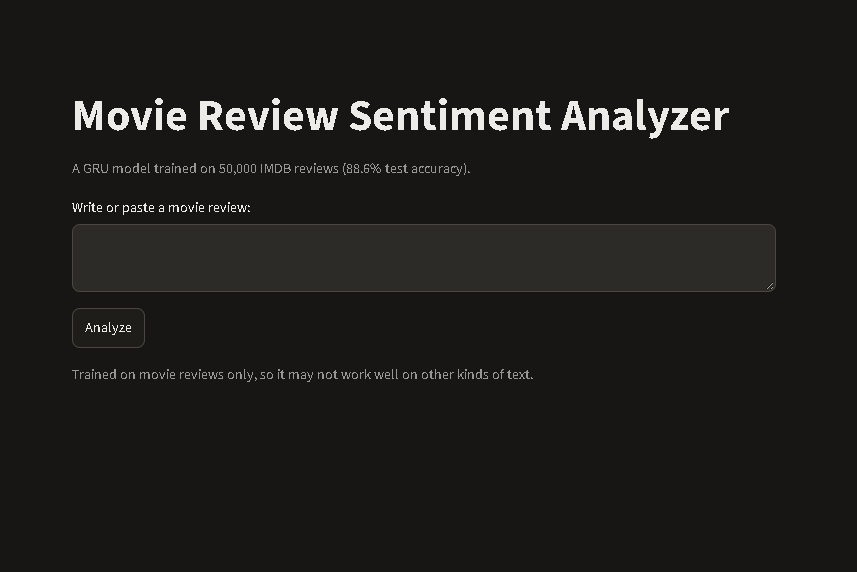 Movie Review Sentiment Analyzer
A GRU model trained on 50,000 IMDB reviews (88.6% test accuracy).
Write or paste a movie review:
Analyze
Trained on movie reviews only, so it may not work well on other kinds of text.